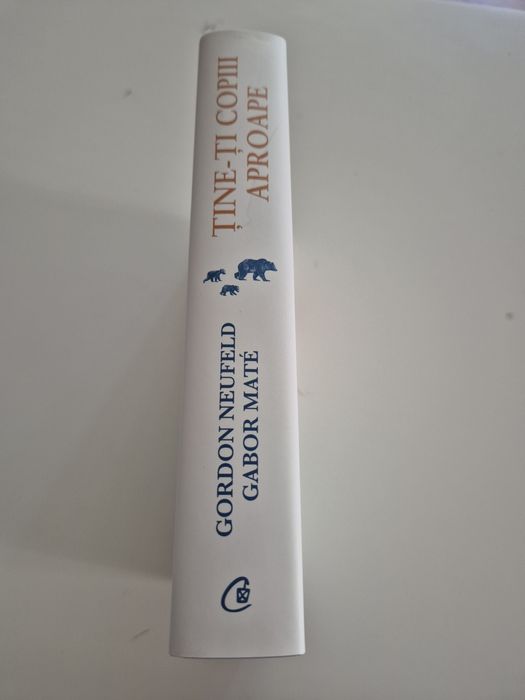 ȚINE-ȚI COPIII
APROAPE
GORDON NEUFELD
GABOR MATÉ